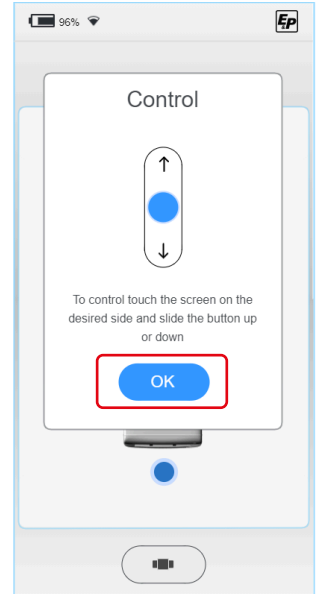 96%
E:P
Control
To control touch the screen on the
desired side and slide the button up
or down
OK